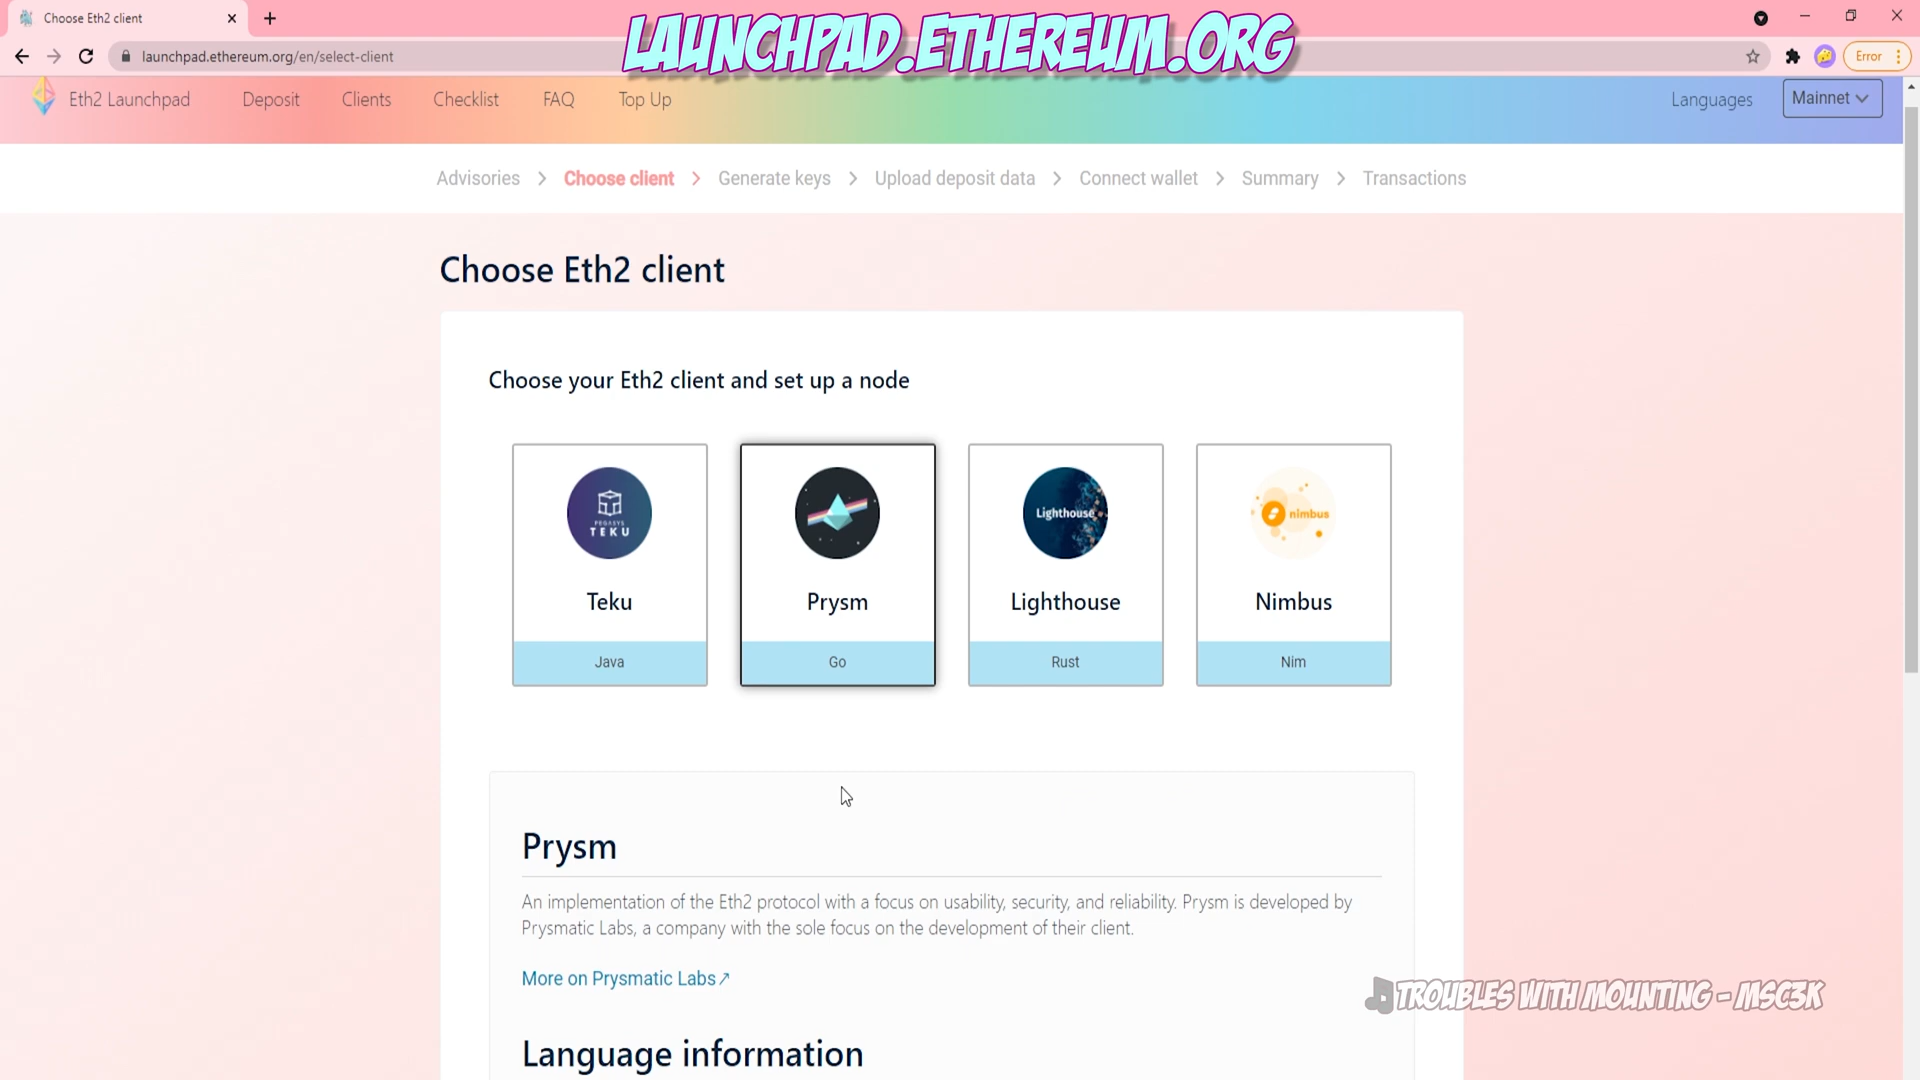 Choose Eth2 client
LAUNCHPAD.ETHEREUM.ORG
launchpad.ethereum.org/en/select-client
Error
Eth2 Launchpad
Deposit
Clients
Checklist
FAQ
Top Up
Languages
Mainnet
Advisories
Choose client
Generate keys
Upload deposit data
Connect wallet
Summary
Transactions
Choose Eth2 client
Choose your Eth2 client and set up a node
PEGASYS
TEKU
Lighthouse
nimbus
Teku
Prysm
Lighthouse
Nimbus
Java
Go
Rust
Nim
Prysm
An implementation of the Eth2 protocol with a focus on usability, security, and reliability. Prysm is developed by
Prysmatic Labs, a company with the sole focus on the development of their client.
More on Prysmatic Labs↗
TROUBLES WITH MOUNTING - MSC3K
Language information